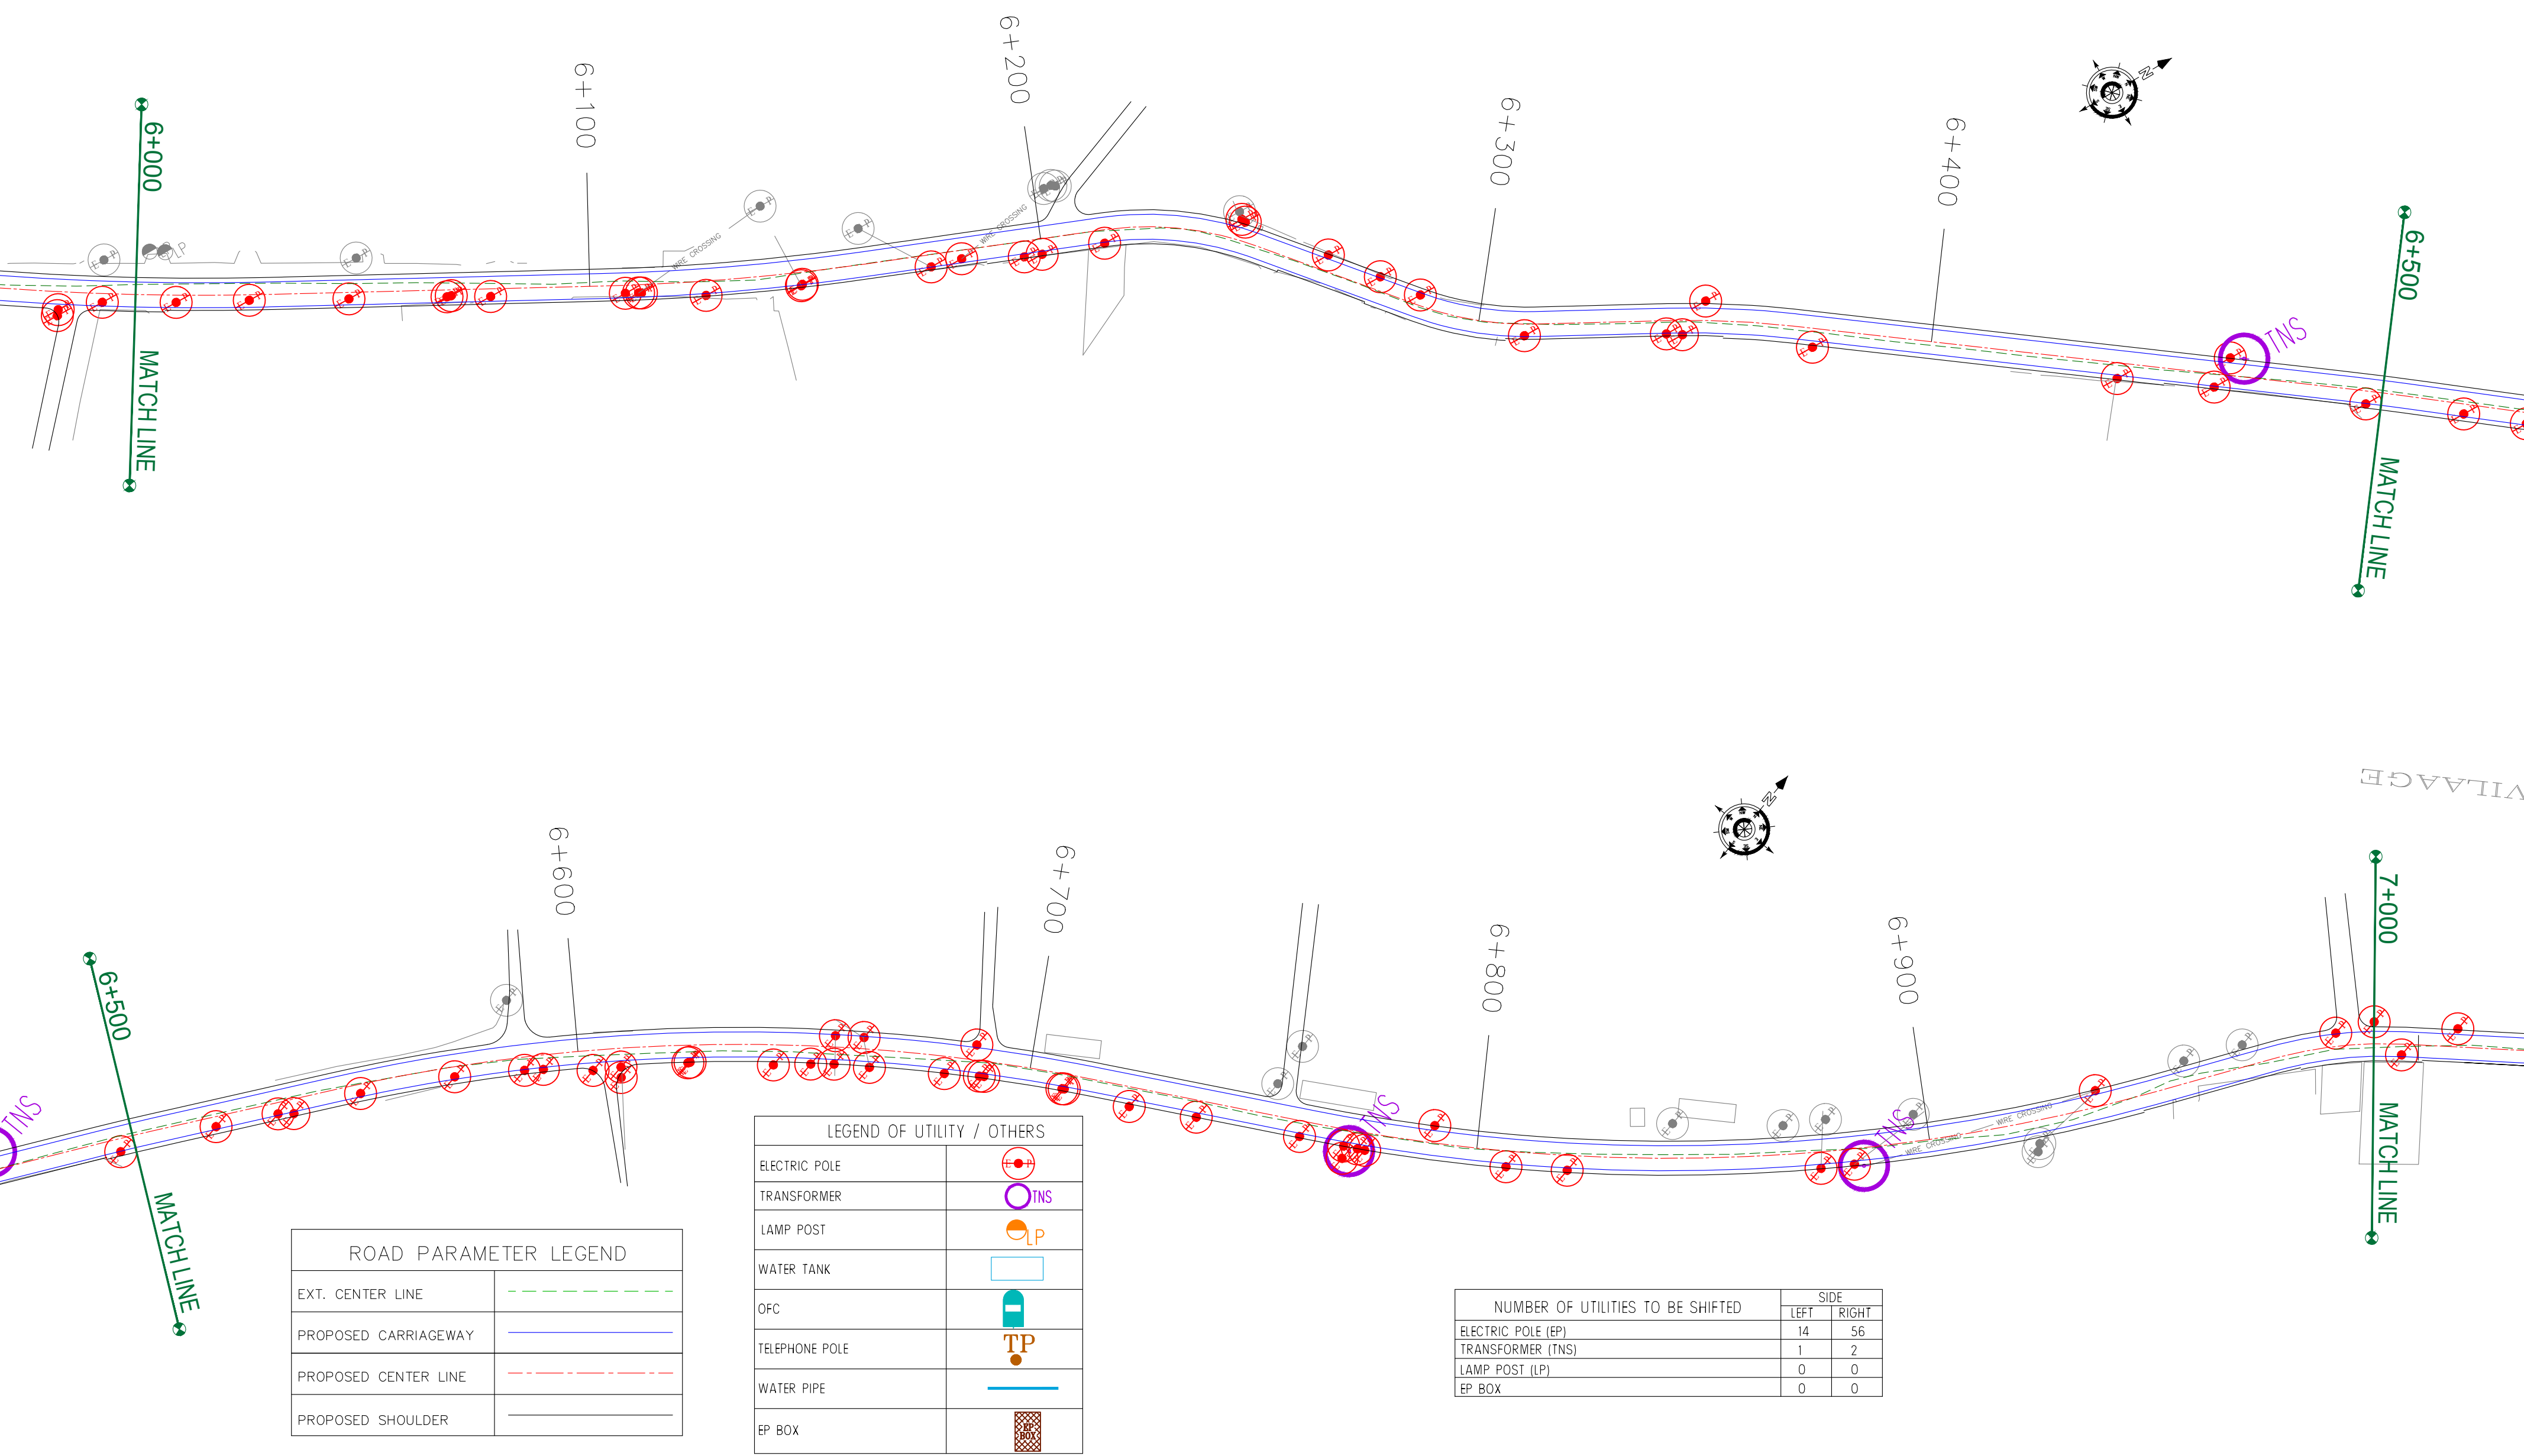 6+000
6+100
6+200
6+300
6+400
6+500
N
MATCH LINE
MATCH LINE
LP
WIRE CROSSING
WIRE CROSSING
TNS
VILAAGE
6+500
6+600
6+700
6+800
6+900
7+000
N
MATCH LINE
MATCH LINE
TNS
TNS
TNS
WIRE CROSSING
WIRE CROSSING
ROAD PARAMETER LEGEND
EXT. CENTER LINE
PROPOSED CARRIAGEWAY
PROPOSED CENTER LINE
PROPOSED SHOULDER
LEGEND OF UTILITY / OTHERS
ELECTRIC POLE E P
TRANSFORMER TNS
LAMP POST LP
WATER TANK
OFC
TELEPHONE POLE TP
WATER PIPE
EP BOX EP BOX
NUMBER OF UTILITIES TO BE SHIFTED SIDE
LEFT RIGHT
ELECTRIC POLE (EP) 14 56
TRANSFORMER (TNS) 1 2
LAMP POST (LP) 0 0
EP BOX 0 0